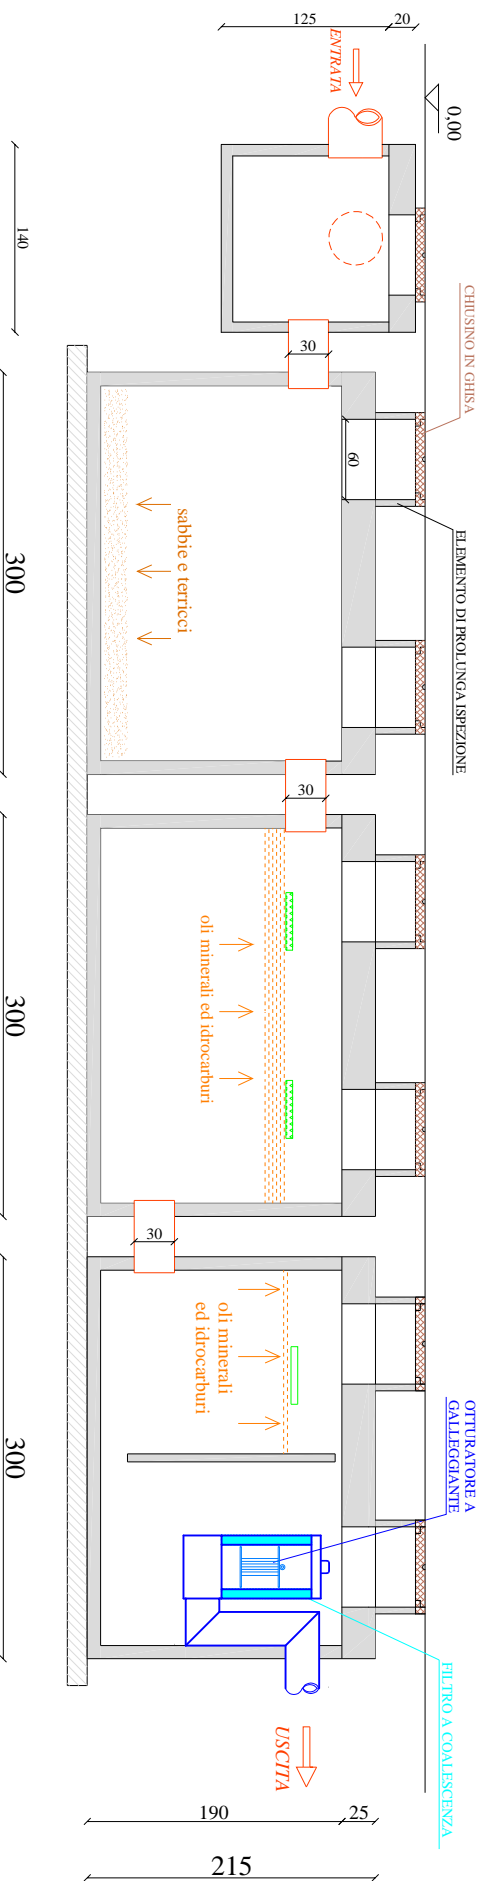 125
20
ENTRATA
0,00
140
CHIUSINO IN GHISA
30
60
ELEMENTO DI PROLUNGA ISPEZIONE
sabbie e terricci
300
30
oli minerali ed idrocarburi
300
30
oli minerali
ed idrocarburi
300
OTTURATORE A
GALLEGGIANTE
FILTRO A COALESCENZA
USCITA
190
25
215